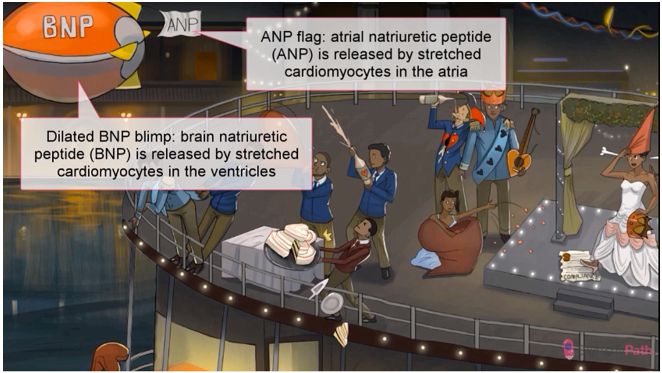 BNP
ANP
ANP flag: atrial natriuretic peptide
(ANP) is released by stretched
cardiomyocytes in the atria
Dilated BNP blimp: brain natriuretic
peptide (BNP) is released by stretched
cardiomyocytes in the ventricles
Path